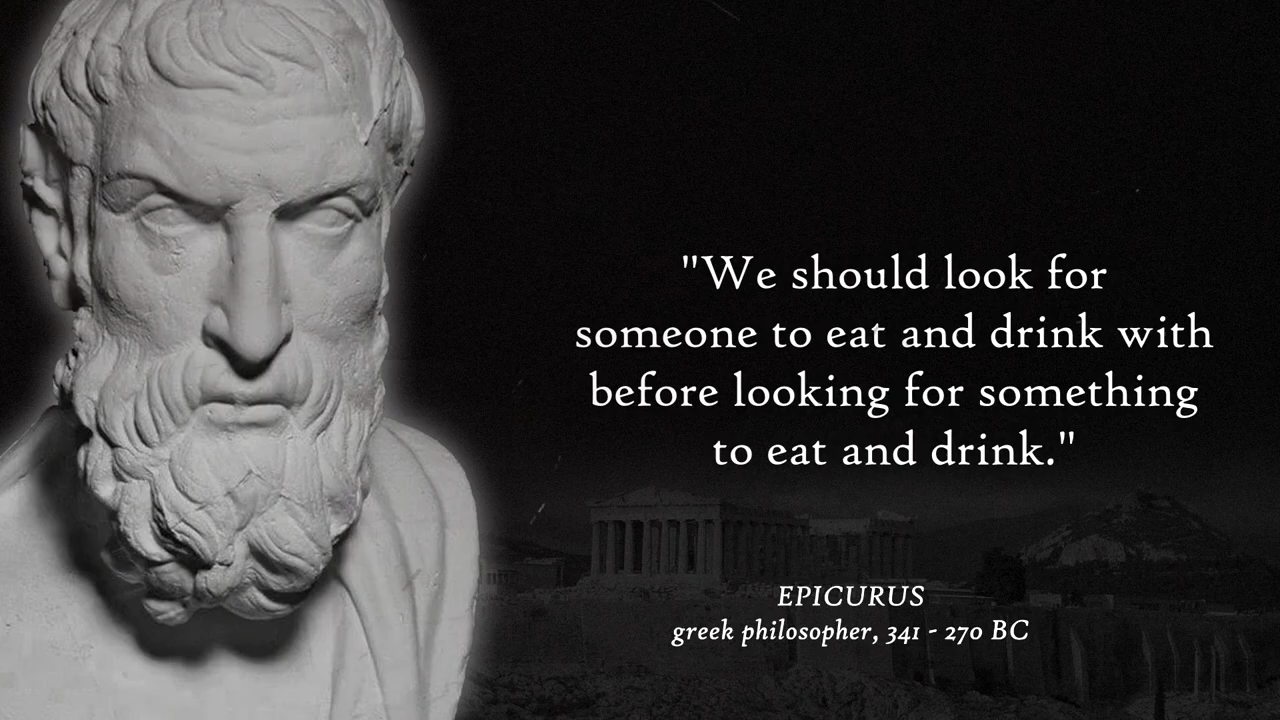 "We should look for
someone to eat and drink with
before looking for something
to eat and drink."
EPICURUS
greek philosopher, 341 - 270 BC